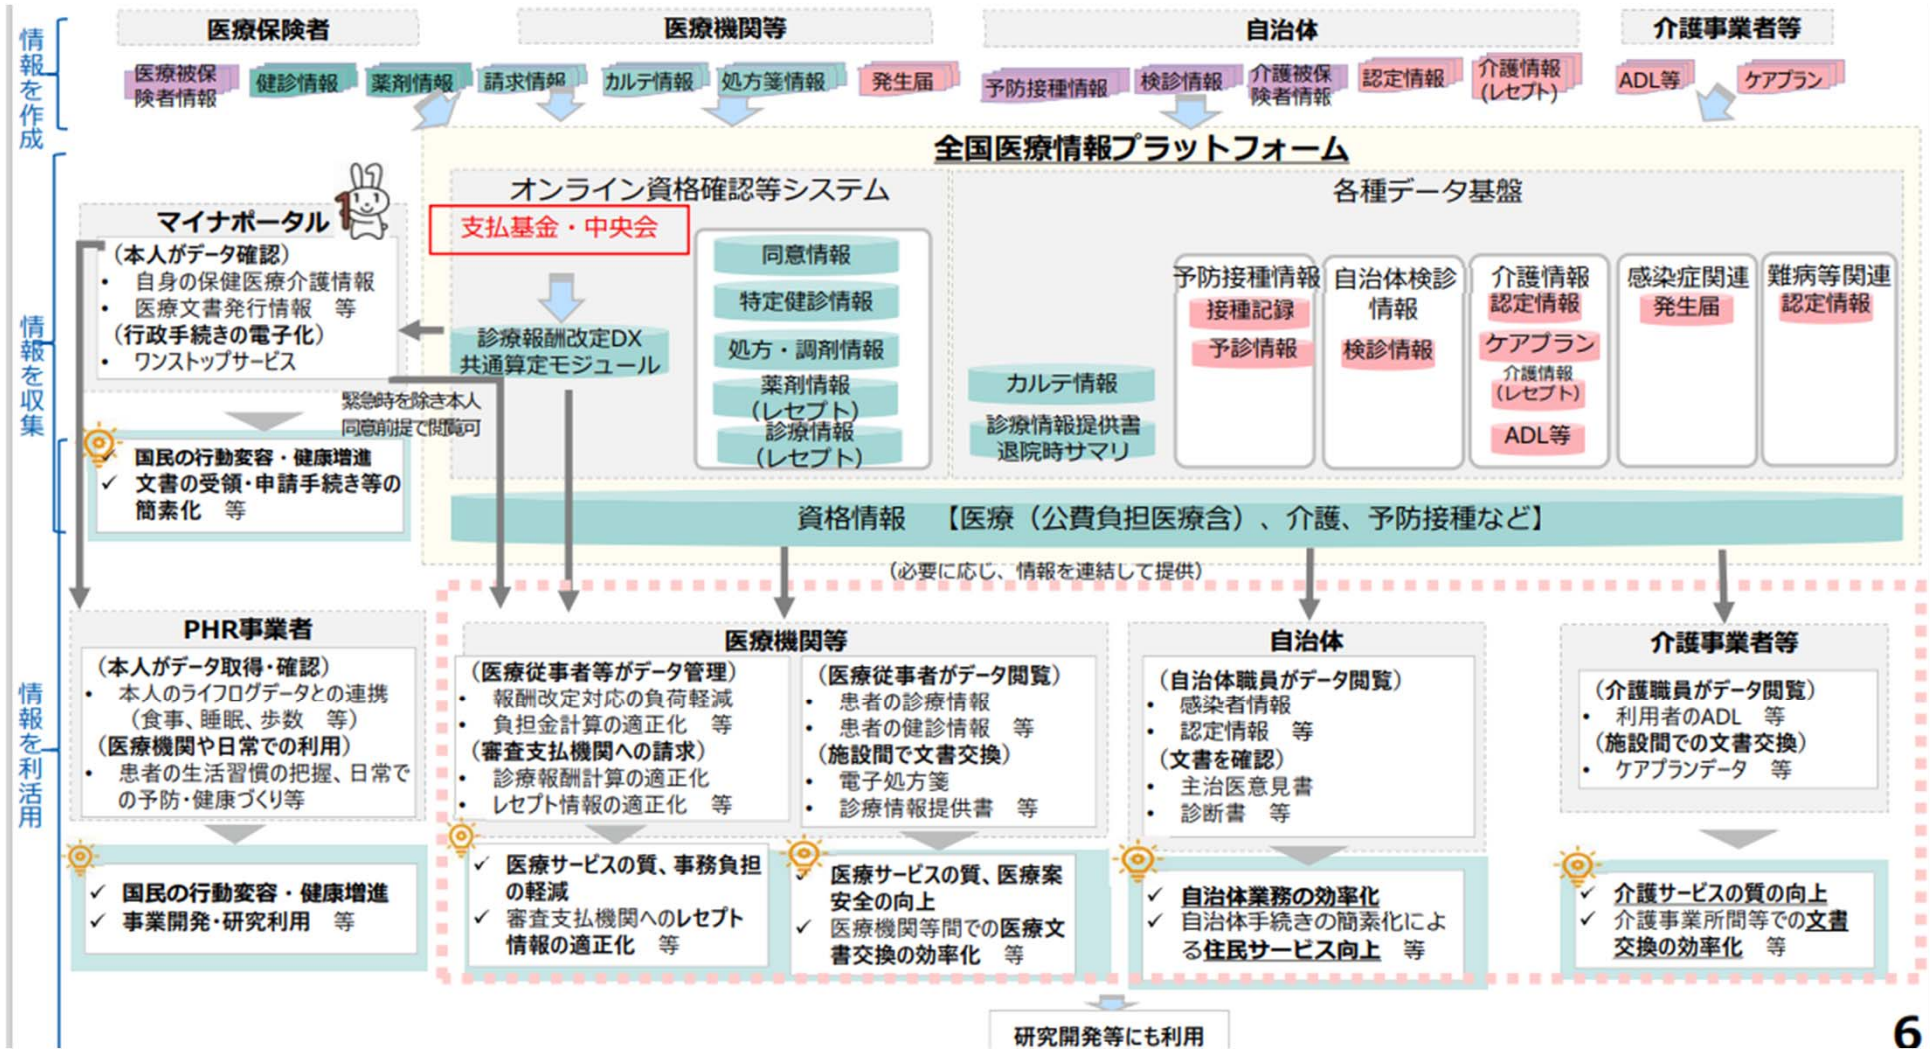 情報を作成
医療保険者
医療機関等
自治体
介護事業者等
医療被保
険者情報
健診情報
薬剤情報
請求情報
カルテ情報
処方箋情報
発生届
予防接種情報
検診情報
介護被保
険者情報
認定情報
介護情報
(レセプト)
ADL等
ケアプラン
情報を収集
全国医療情報プラットフォーム
オンライン資格確認等システム
各種データ基盤
支払基金・中央会
診療報酬改定DX
共通算定モジュール
同意情報
特定健診情報
処方・調剤情報
薬剤情報
(レセプト)
診療情報
(レセプト)
カルテ情報
診療情報提供書
退院時サマリ
予防接種情報
接種記録
予診情報
自治体検診
情報
検診情報
介護情報
認定情報
ケアプラン
介護情報
(レセプト)
ADL等
感染症関連
発生届
難病等関連
認定情報
資格情報　【医療（公費負担医療含）、介護、予防接種など】
(必要に応じ、情報を連結して提供)
マイナポータル
1
(本人がデータ確認)
• 自身の保健医療介護情報
• 医療文書発行情報　等
(行政手続きの電子化)
• ワンストップサービス
緊急時を除き本人
同意前提で閲覧可
✓ 国民の行動変容・健康増進
✓ 文書の受領・申請手続き等の
簡素化　等
情報を利活用
PHR事業者
(本人がデータ取得・確認)
• 本人のライフログデータとの連携
（食事、睡眠、歩数　等）
(医療機関や日常での利用)
• 患者の生活習慣の把握、日常で
の予防・健康づくり等
✓ 国民の行動変容・健康増進
✓ 事業開発・研究利用　等
医療機関等
(医療従事者等がデータ管理)
• 報酬改定対応の負荷軽減
• 負担金計算の適正化　等
(審査支払機関への請求)
• 診療報酬計算の適正化
• レセプト情報の適正化　等
✓ 医療サービスの質、事務負担
の軽減
✓ 審査支払機関へのレセプト
情報の適正化　等
(医療従事者がデータ閲覧)
• 患者の診療情報
• 患者の健診情報　等
(施設間で文書交換)
• 電子処方箋
• 診療情報提供書　等
✓ 医療サービスの質、医療案
安全の向上
✓ 医療機関等間での医療文
書交換の効率化　等
自治体
(自治体職員がデータ閲覧)
• 感染者情報
• 認定情報　等
(文書を確認)
• 主治医意見書
• 診断書　等
✓ 自治体業務の効率化
✓ 自治体手続きの簡素化によ
る住民サービス向上　等
介護事業者等
(介護職員がデータ閲覧)
• 利用者のADL　等
(施設間での文書交換)
• ケアプランデータ　等
✓ 介護サービスの質の向上
✓ 介護事業所間等での文書
交換の効率化　等
研究開発等にも利用
6